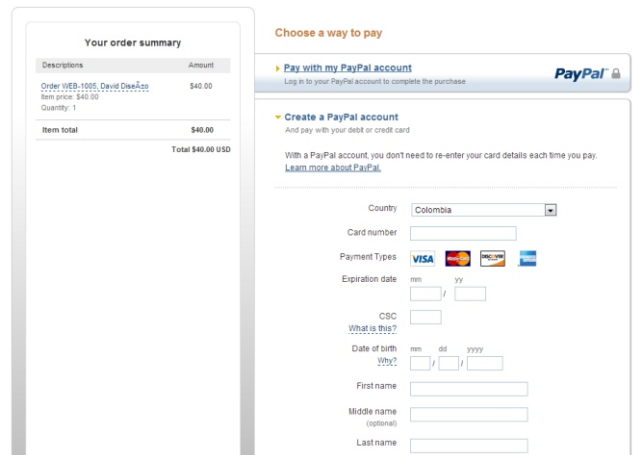 Your order summary
Descriptions Amount
Order WEB-1005, David DiseÃ±o $40.00
Item price: $40.00
Quantity: 1
Item total $40.00
Total $40.00 USD
Choose a way to pay
Pay with my PayPal account
Log in to your PayPal account to complete the purchase
PayPal™
Create a PayPal account
And pay with your debit or credit card
With a PayPal account, you don't need to re-enter your card details each time you pay.
Learn more about PayPal.
Country Colombia
Card number
Payment Types VISA MasterCard DISCOVER
Expiration date mm yy
/
CSC
What is this?
Date of birth mm dd yyyy
Why? / /
First name
Middle name
(optional)
Last name